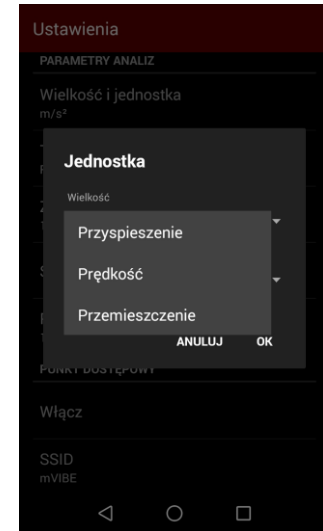 Ustawienia
PARAMETRY ANALIZ
Wielkość i jednostka
m/s²
Jednostka
Wielkość
Przyspieszenie
Prędkość
Przemieszczenie
ANULUJ OK
PUNKT DOSTĘPOWY
Włącz
SSID
mVIBE